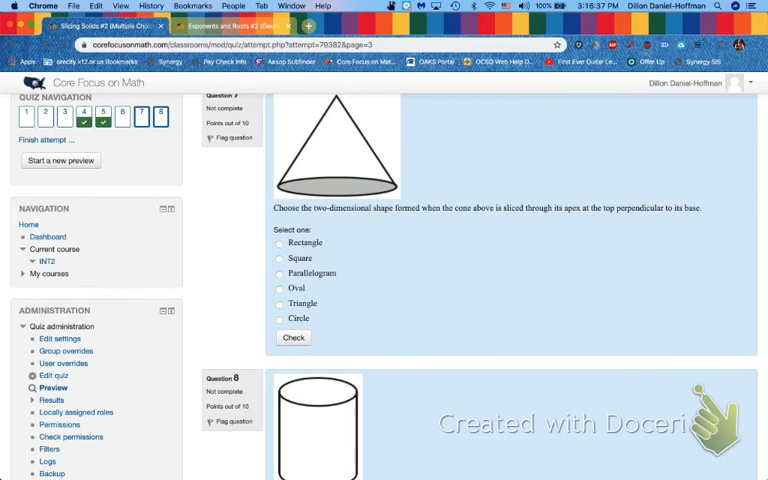 Chrome File Edit View History Bookmarks People Tab Window Help 100% 3:16:37 PM Dillon Daniel-Hoffman
Slicing Solids #2 (Multiple Choi
Exponents and Roots #2 (De
corefocusonmath.com/classrooms/mod/quiz/attempt.php?attempt=79382&page=3
Apps orecity.k12.or.us Bookmarks Synergy Pay Check Info Aesop Subfinder Core Focus on Mat... OAKS Portal OCSD Web Help D... First Ever Guitar Le... Offer Up Synergy SIS
Core Focus on Math
Dillon Daniel-Hoffman
QUIZ NAVIGATION
1 2 3 4 5 6 7 8
Finish attempt ...
Start a new preview
NAVIGATION
Home
Dashboard
Current course
INT2
My courses
ADMINISTRATION
Quiz administration
Edit settings
Group overrides
User overrides
Edit quiz
Preview
Results
Locally assigned roles
Permissions
Check permissions
Filters
Logs
Backup
Question 7
Not complete
Points out of 10
Flag question
Choose the two-dimensional shape formed when the cone above is sliced through its apex at the top perpendicular to its base.
Select one:
Rectangle
Square
Parallelogram
Oval
Triangle
Circle
Check
Question 8
Not complete
Points out of 10
Flag question
Created with Doceri